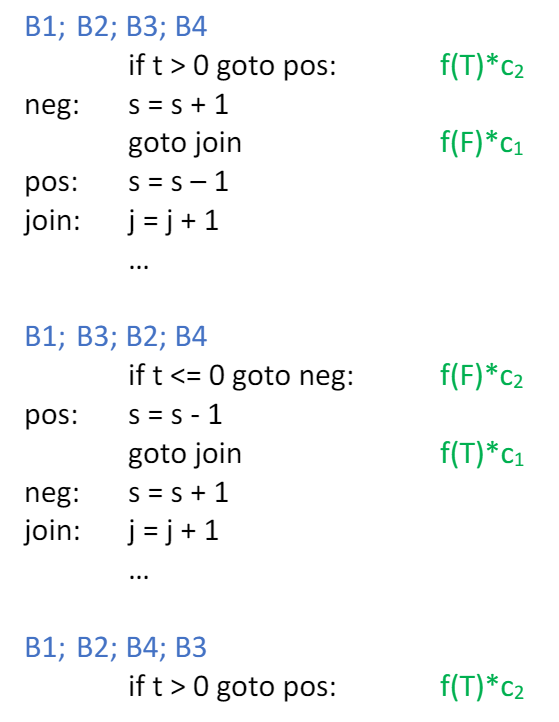 B1; B2; B3; B4
if t > 0 goto pos: f(T)*c₂
neg: s = s + 1
goto join f(F)*c₁
pos: s = s – 1
join: j = j + 1
...
B1; B3; B2; B4
if t <= 0 goto neg: f(F)*c₂
pos: s = s - 1
goto join f(T)*c₁
neg: s = s + 1
join: j = j + 1
...
B1; B2; B4; B3
if t > 0 goto pos: f(T)*c₂